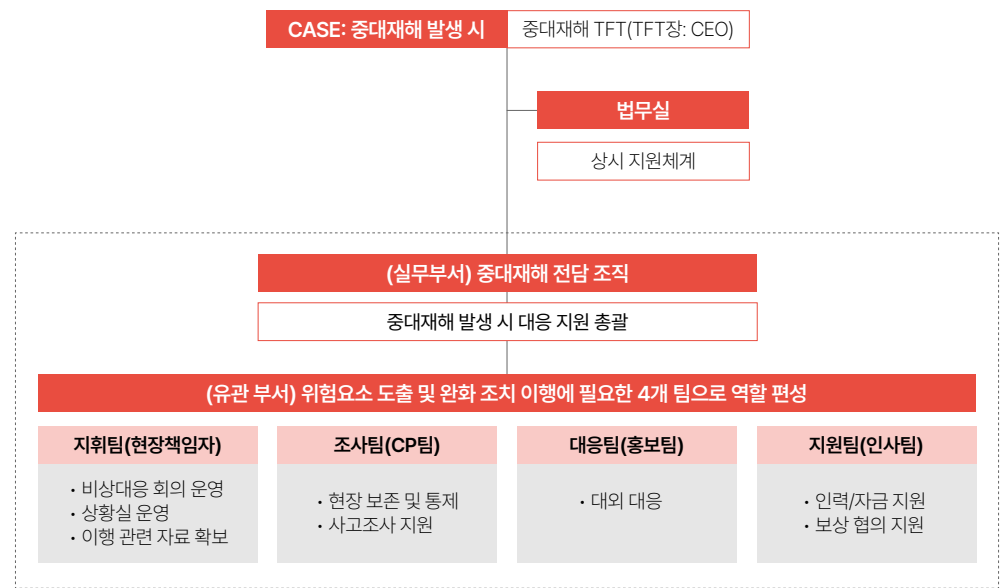 CASE: 중대재해 발생 시
중대재해 TFT(TFT장: CEO)
법무실
상시 지원체계
(실무부서) 중대재해 전담 조직
중대재해 발생 시 대응 지원 총괄
(유관 부서) 위험요소 도출 및 완화 조치 이행에 필요한 4개 팀으로 역할 편성
지휘팀(현장책임자)
• 비상대응 회의 운영
• 상황실 운영
• 이행 관련 자료 확보
조사팀(CP팀)
• 현장 보존 및 통제
• 사고조사 지원
대응팀(홍보팀)
• 대외 대응
지원팀(인사팀)
• 인력/자금 지원
• 보상 협의 지원